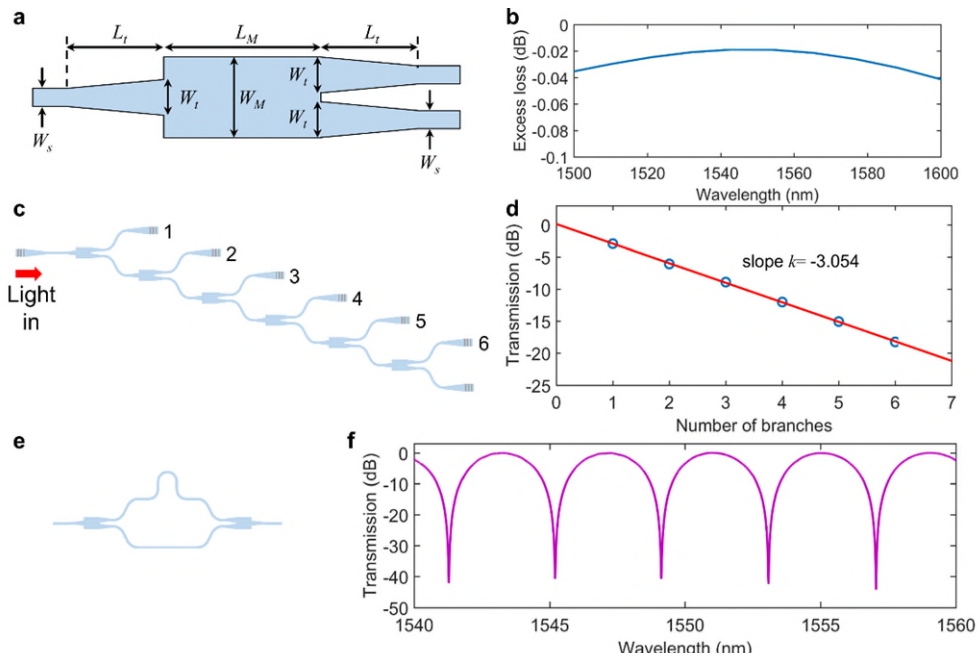 a
L_t
L_M
L_t
W_s
W_t
W_M
W_t
W_t
W_s
b
Excess loss (dB)
0
-0.02
-0.04
-0.06
-0.08
-0.1
1500 1520 1540 1560 1580 1600
Wavelength (nm)
c
1
2
3
4
5
6
Light
in
d
Transmission (dB)
0
-5
-10
-15
-20
-25
slope k= -3.054
0 1 2 3 4 5 6 7
Number of branches
e
f
Transmission (dB)
0
-10
-20
-30
-40
-50
1540 1545 1550 1555 1560
Wavelength (nm)